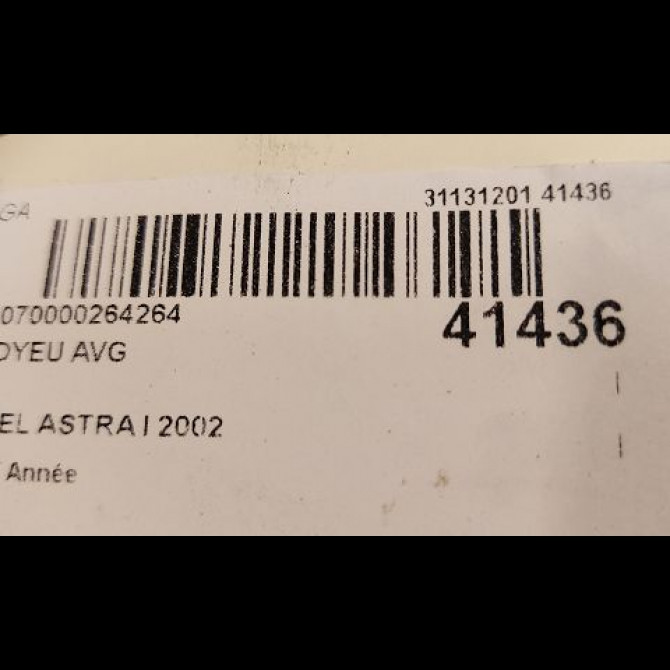 GA
31131201 41436
070000264264
41436
OYEU AVG
EL ASTRA I 2002
Année